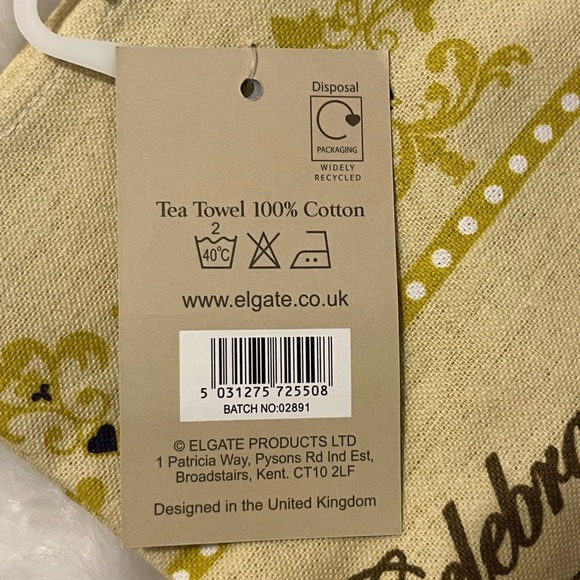 Disposal
PACKAGING
WIDELY
RECYCLED
Tea Towel 100% Cotton
2
40°C
www.elgate.co.uk
5 031275 725508
BATCH NO:02891
© ELGATE PRODUCTS LTD
1 Patricia Way, Pysons Rd Ind Est,
Broadstairs, Kent. CT10 2LF
Designed in the United Kingdom